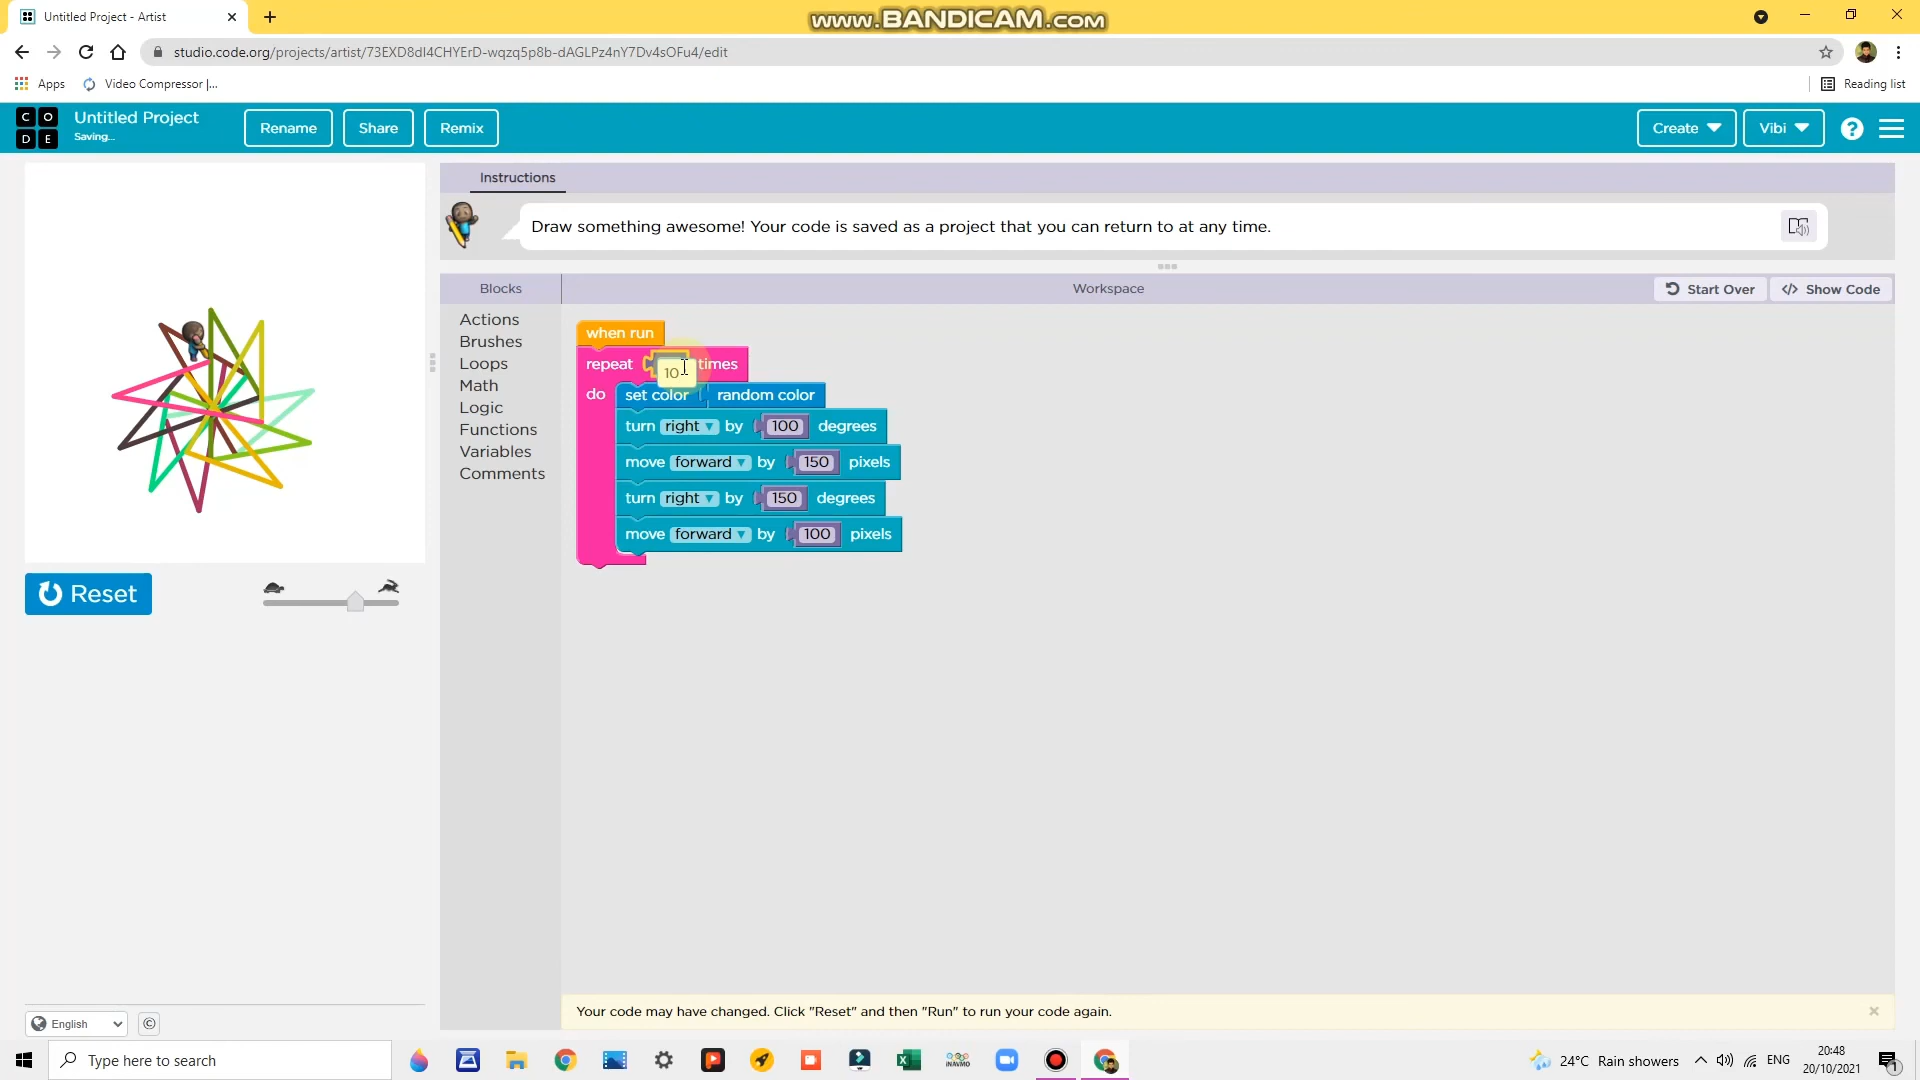 Untitled Project - Artist
www.BANDICAM.com
studio.code.org/projects/artist/73EXD8dI4CHYErD-wqzq5p8b-dAGLPz4nY7Dv4sOFu4/edit
Apps
Video Compressor |...
Reading list
C O
D E
Untitled Project
Saving...
Rename
Share
Remix
Create
Vibi
?
Instructions
Draw something awesome! Your code is saved as a project that you can return to at any time.
Blocks
Workspace
Start Over
</> Show Code
Actions
Brushes
Loops
Math
Logic
Functions
Variables
Comments
when run
repeat 10 times
do set color random color
turn right by 100 degrees
move forward by 150 pixels
turn right by 150 degrees
move forward by 100 pixels
Reset
English
©
Your code may have changed. Click "Reset" and then "Run" to run your code again.
Type here to search
iNAVMO
24°C Rain showers
ENG
20:48
20/10/2021
1